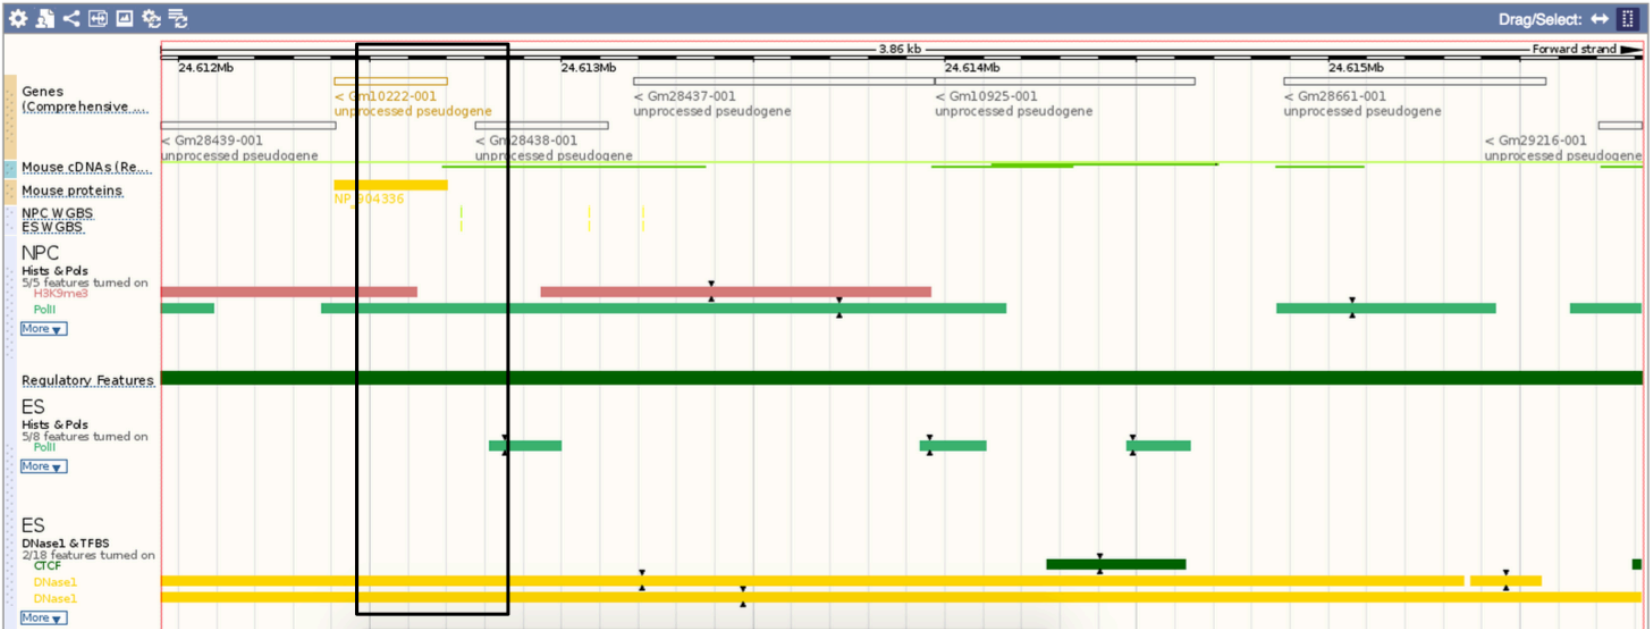 Drag/Select:
3.86 kb Forward strand
24.612Mb 24.613Mb 24.614Mb 24.615Mb
Genes
(Comprehensive ...
< Gm10222-001 < Gm28437-001 < Gm10925-001 < Gm28661-001
unprocessed pseudogene unprocessed pseudogene unprocessed pseudogene unprocessed pseudogene
< Gm28439-001 < Gm28438-001 < Gm29216-001
unprocessed pseudogene unprocessed pseudogene unprocessed pseudogene
Mouse cDNAs (Re...
Mouse proteins
NP_904336
NPC WGBS
ES WGBS
NPC
Hists & Pols
5/5 features turned on
H3K9me3
PolII
More
Regulatory Features
ES
Hists & Pols
5/8 features turned on
PolII
More
ES
DNase1 & TFBS
2/18 features turned on
CTCF
DNase1
DNase1
More